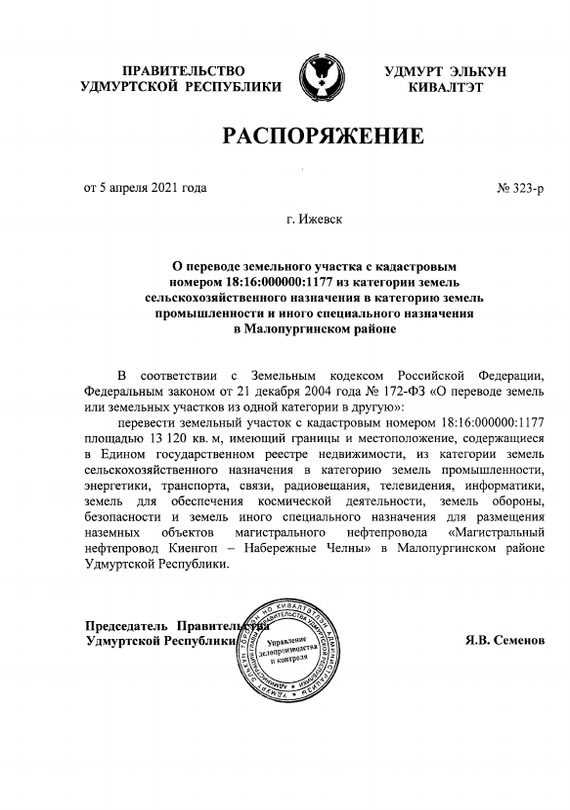 ПРАВИТЕЛЬСТВО
УДМУРТСКОЙ РЕСПУБЛИКИ
УДМУРТ ЭЛЬКУН
КИВАЛТЭТ
РАСПОРЯЖЕНИЕ
от 5 апреля 2021 года
№ 323-р
г. Ижевск
О переводе земельного участка с кадастровым
номером 18:16:000000:1177 из категории земель
сельскохозяйственного назначения в категорию земель
промышленности и иного специального назначения
в Малопургинском районе
В соответствии с Земельным кодексом Российской Федерации,
Федеральным законом от 21 декабря 2004 года № 172-ФЗ «О переводе земель
или земельных участков из одной категории в другую»:
перевести земельный участок с кадастровым номером 18:16:000000:1177
площадью 13 120 кв. м, имеющий границы и местоположение, содержащиеся
в Едином государственном реестре недвижимости, из категории земель
сельскохозяйственного назначения в категорию земель промышленности,
энергетики, транспорта, связи, радиовещания, телевидения, информатики,
земель для обеспечения космической деятельности, земель обороны,
безопасности и земель иного специального назначения для размещения
наземных объектов магистрального нефтепровода «Магистральный
нефтепровод Киенгоп – Набережные Челны» в Малопургинском районе
Удмуртской Республики.
Председатель Правительства
Удмуртской Республики
Я.В. Семенов
Управление
делопроизводства
и контроля